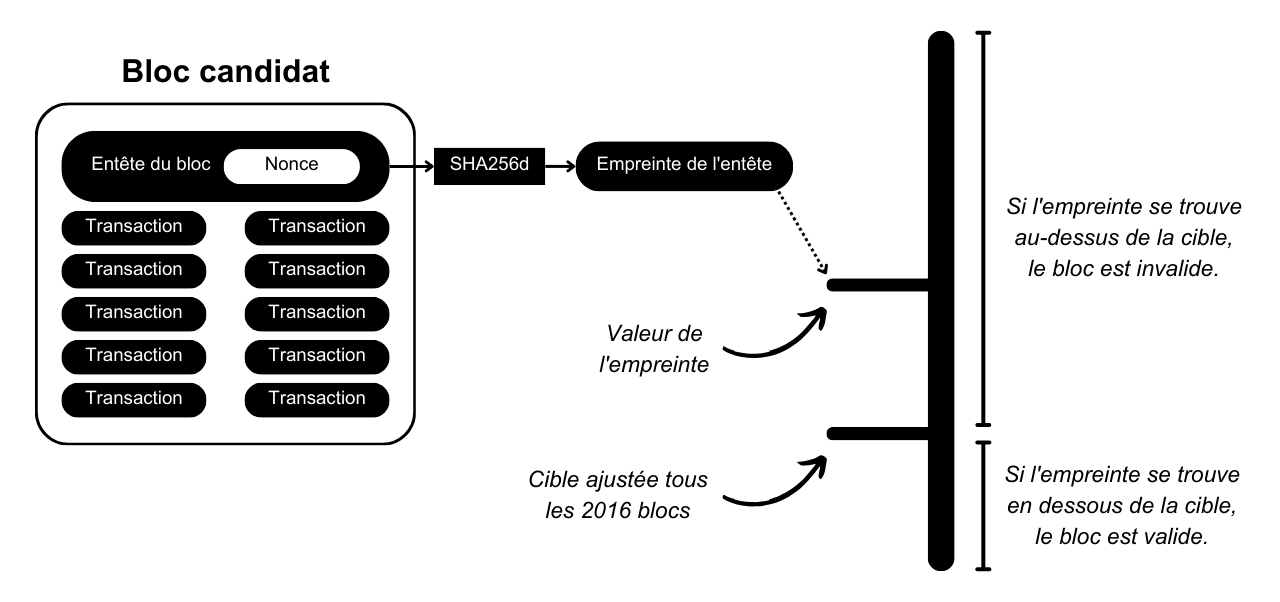 Bloc candidat
Entête du bloc
Nonce
SHA256d
Empreinte de l'entête
Transaction
Transaction
Transaction
Transaction
Transaction
Transaction
Transaction
Transaction
Transaction
Transaction
Valeur de
l'empreinte
Cible ajustée tous
les 2016 blocs
Si l'empreinte se trouve
au-dessus de la cible,
le bloc est invalide.
Si l'empreinte se trouve
en dessous de la cible,
le bloc est valide.